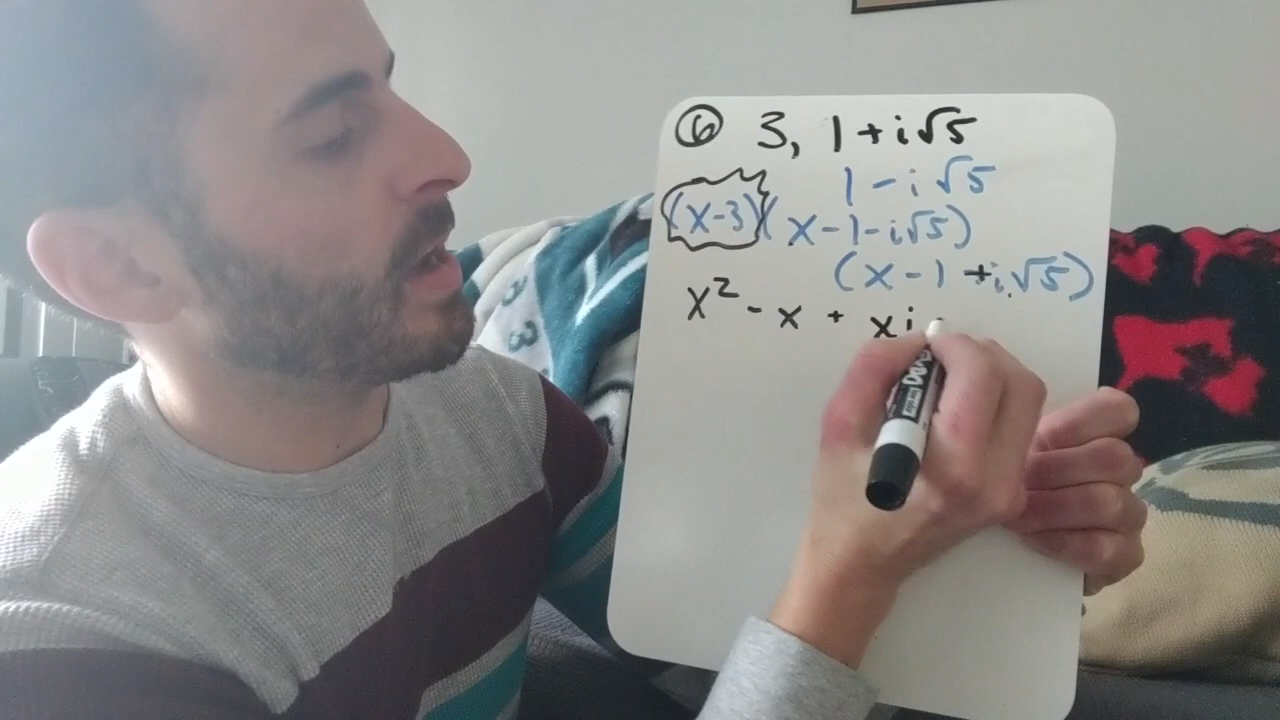 ⑥ 3, 1+i√5
1-i√5
(x-3)(x-1-i√5)
(x-1+i√5)
x²-x+xi